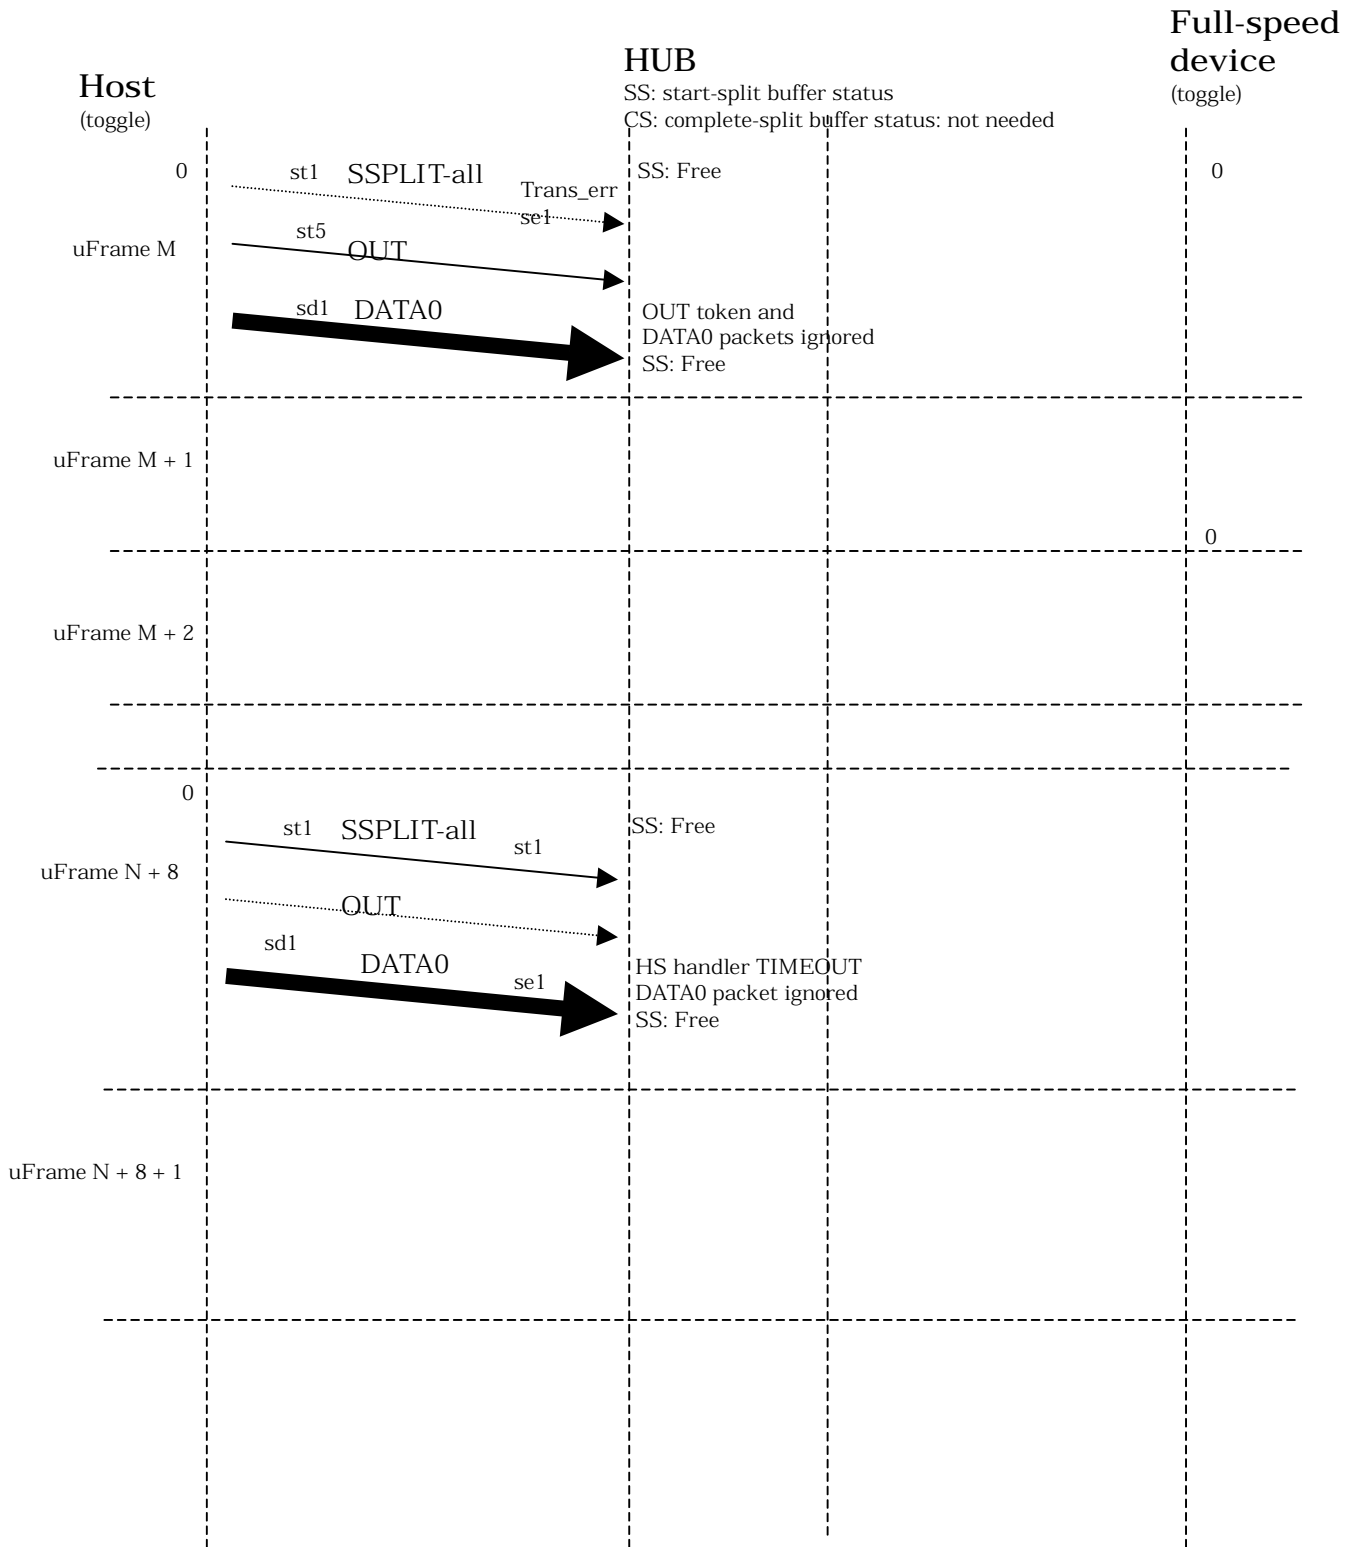 Full-speed
device
(toggle)
HUB
SS: start-split buffer status
CS: complete-split buffer status: not needed
Host
(toggle)
0
st1
SSPLIT-all
Trans_err
se1
SS: Free
0
uFrame M
st5
OUT
sd1
DATA0
OUT token and
DATA0 packets ignored
SS: Free
uFrame M + 1
0
uFrame M + 2
0
st1
SSPLIT-all
st1
SS: Free
uFrame N + 8
OUT
sd1
DATA0
se1
HS handler TIMEOUT
DATA0 packet ignored
SS: Free
uFrame N + 8 + 1